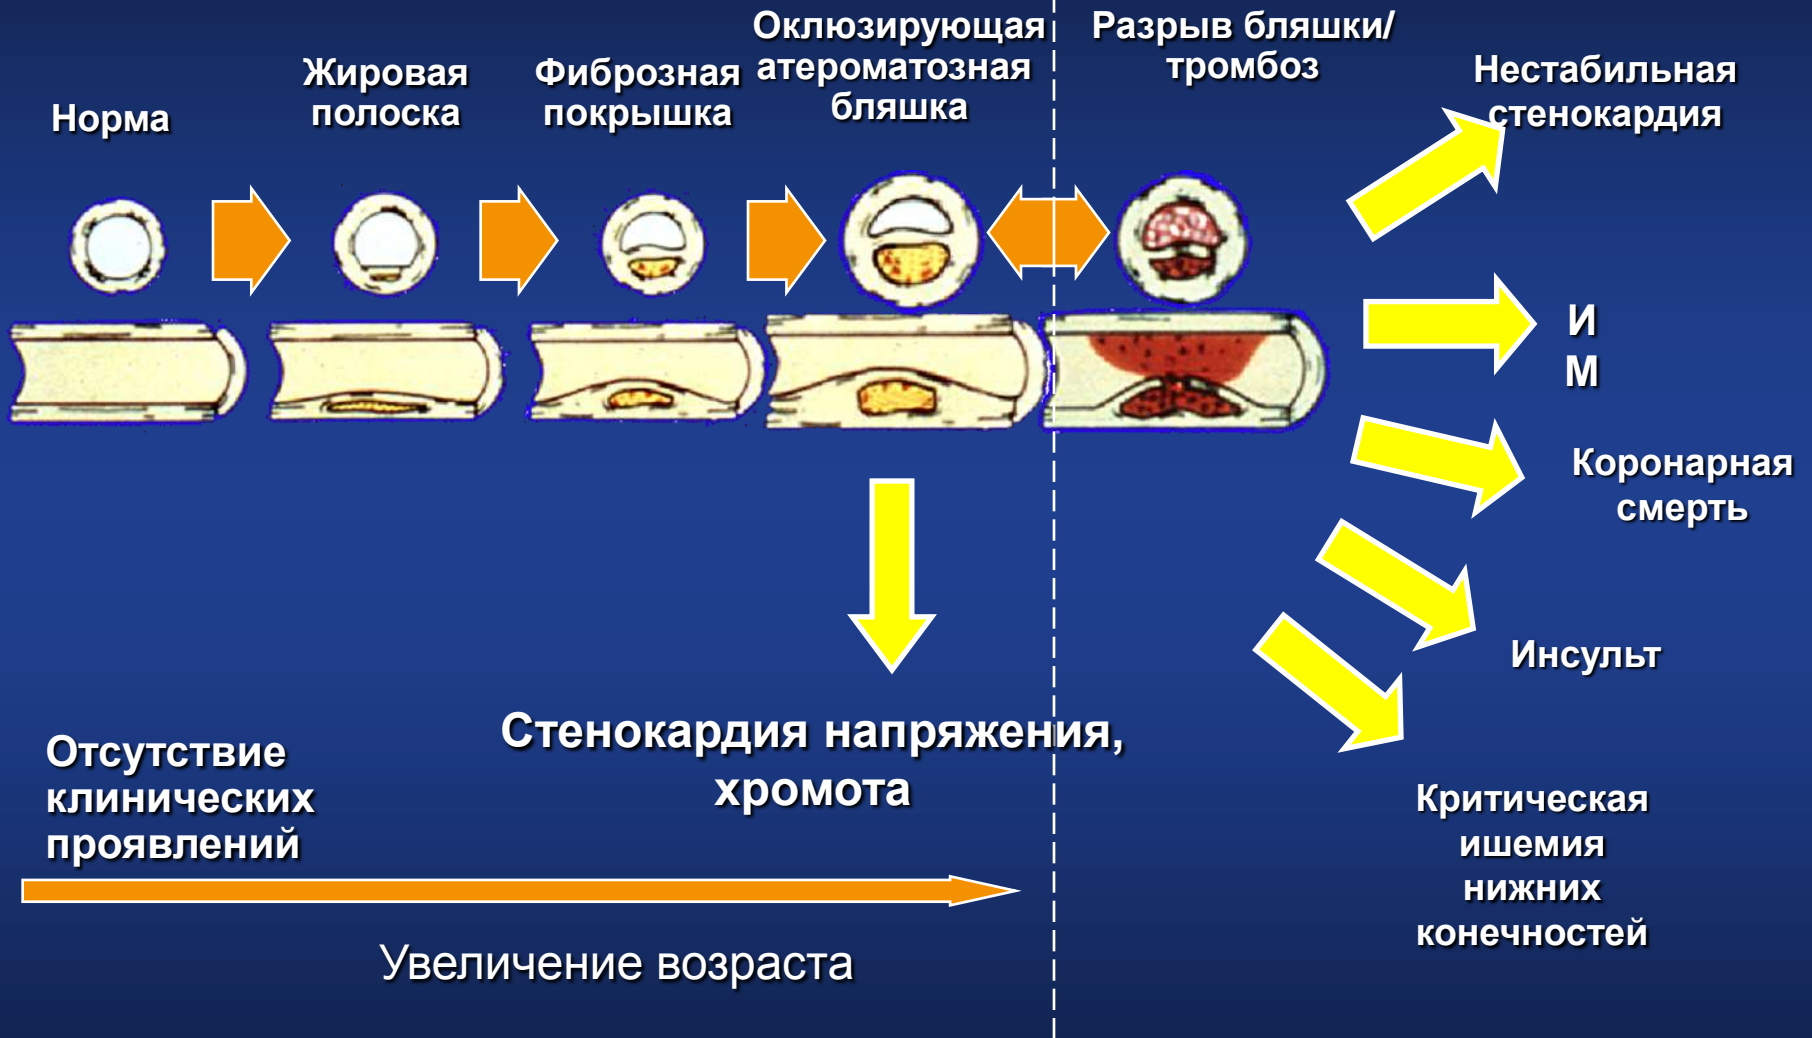 Норма
Жировая
полоска
Фиброзная
покрышка
Оклюзирующая
атероматозная
бляшка
Разрыв бляшки/
тромбоз
Нестабильная
стенокардия
И
М
Коронарная
смерть
Инсульт
Критическая
ишемия
нижних
конечностей
Стенокардия напряжения,
хромота
Отсутствие
клинических
проявлений
Увеличение возраста